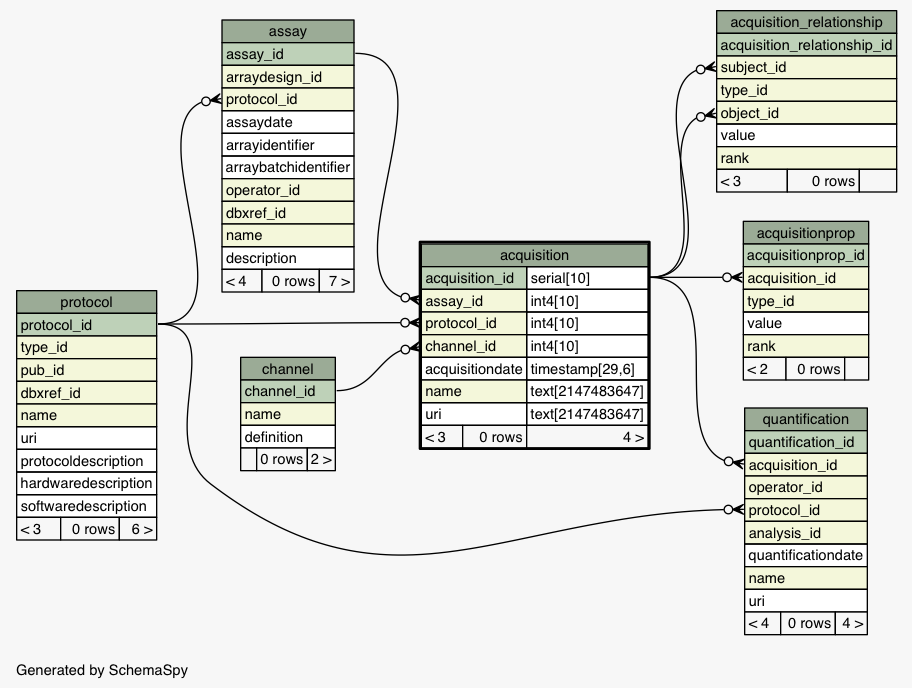 assay
assay_id
arraydesign_id
protocol_id
assaydate
arrayidentifier
arraybatchidentifier
operator_id
dbxref_id
name
description
< 4 0 rows 7 >
protocol
protocol_id
type_id
pub_id
dbxref_id
name
uri
protocoldescription
hardwaredescription
softwaredescription
< 3 0 rows 6 >
channel
channel_id
name
definition
0 rows 2 >
acquisition
acquisition_id serial[10]
assay_id int4[10]
protocol_id int4[10]
channel_id int4[10]
acquisitiondate timestamp[29,6]
name text[2147483647]
uri text[2147483647]
< 3 0 rows 4 >
acquisition_relationship
acquisition_relationship_id
subject_id
type_id
object_id
value
rank
< 3 0 rows
acquisitionprop
acquisitionprop_id
acquisition_id
type_id
value
rank
< 2 0 rows
quantification
quantification_id
acquisition_id
operator_id
protocol_id
analysis_id
quantificationdate
name
uri
< 4 0 rows 4 >
Generated by SchemaSpy